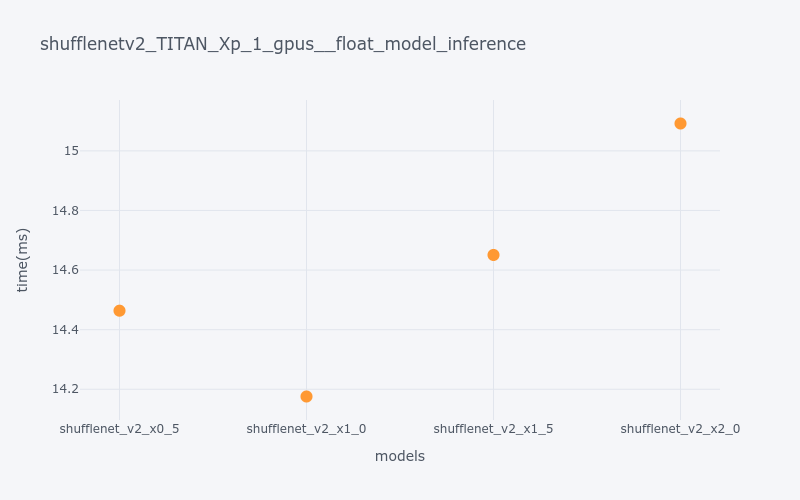 shufflenetv2_TITAN_Xp_1_gpus__float_model_inference
time(ms)
15
14.8
14.6
14.4
14.2
shufflenet_v2_x0_5
shufflenet_v2_x1_0
shufflenet_v2_x1_5
shufflenet_v2_x2_0
models